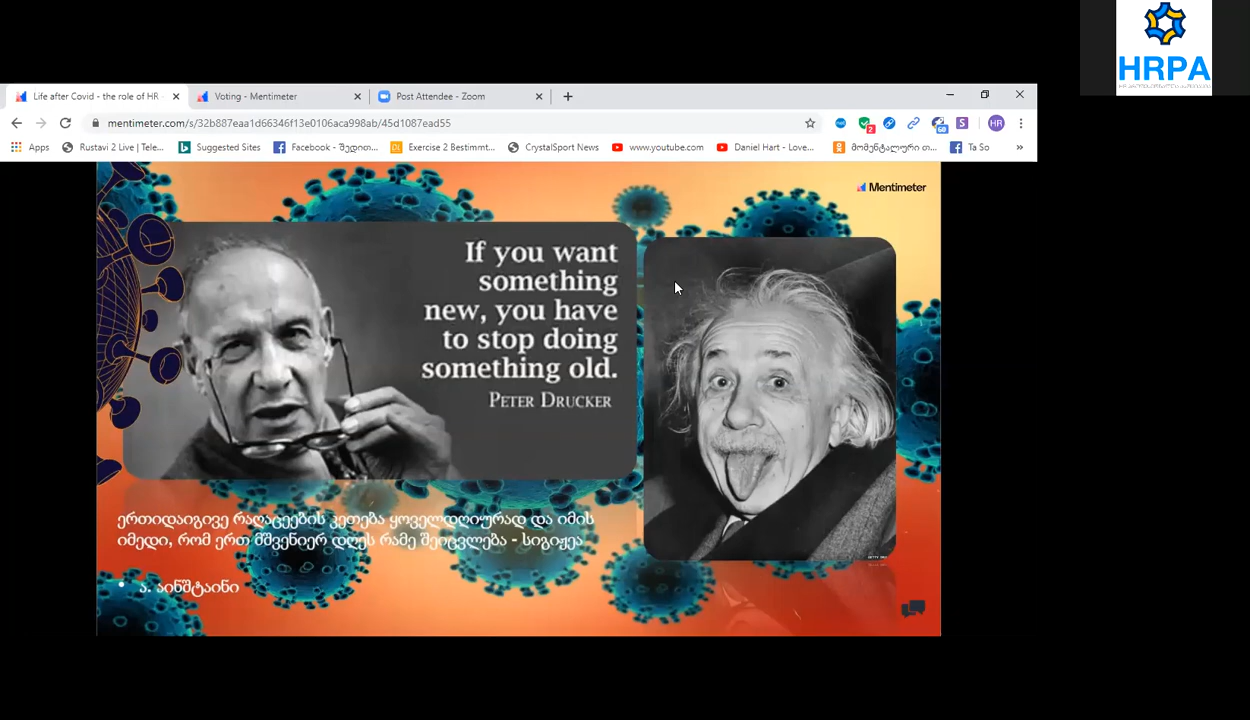 HRPA
Life after Covid - the role of HR -
Voting - Mentimeter
Post Attendee - Zoom
mentimeter.com/s/32b887eaa1d66346f13e0106aca998ab/45d1087ead55
HR
Apps
Rustavi 2 Live | Tele...
Suggested Sites
Facebook - შედით...
Exercise 2 Bestimmt...
CrystalSport News
www.youtube.com
Daniel Hart - Love...
მომენტალური თ...
Ta So
»
Mentimeter
If you want
something
new, you have
to stop doing
something old.
PETER DRUCKER
ერთიდაიგივე რაღაცეების კეთება ყოველდღიურად და იმის
იმედი, რომ ერთ მშვენიერ დღეს რამე შეიცვლება - სიგიჟეა
• ა. აინშტაინი